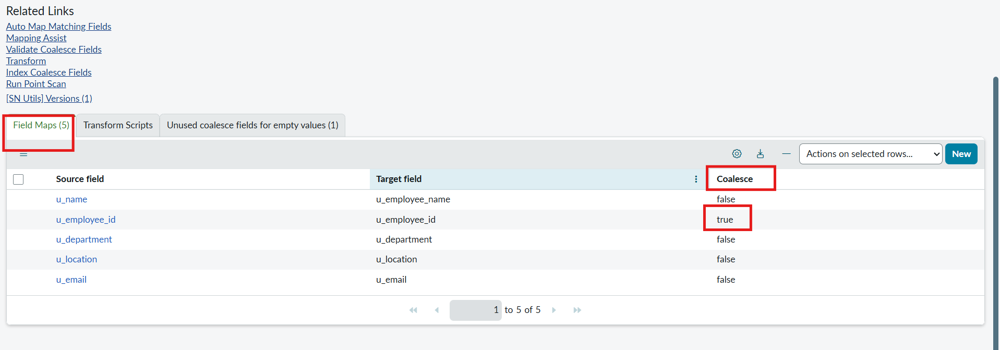 Related Links
Auto Map Matching Fields
Mapping Assist
Validate Coalesce Fields
Transform
Index Coalesce Fields
Run Point Scan
[SN Utils] Versions (1)
Field Maps (5) Transform Scripts Unused coalesce fields for empty values (1)
Actions on selected rows... New
Source field Target field Coalesce
u_name u_employee_name false
u_employee_id u_employee_id true
u_department u_department false
u_location u_location false
u_email u_email false
1 to 5 of 5